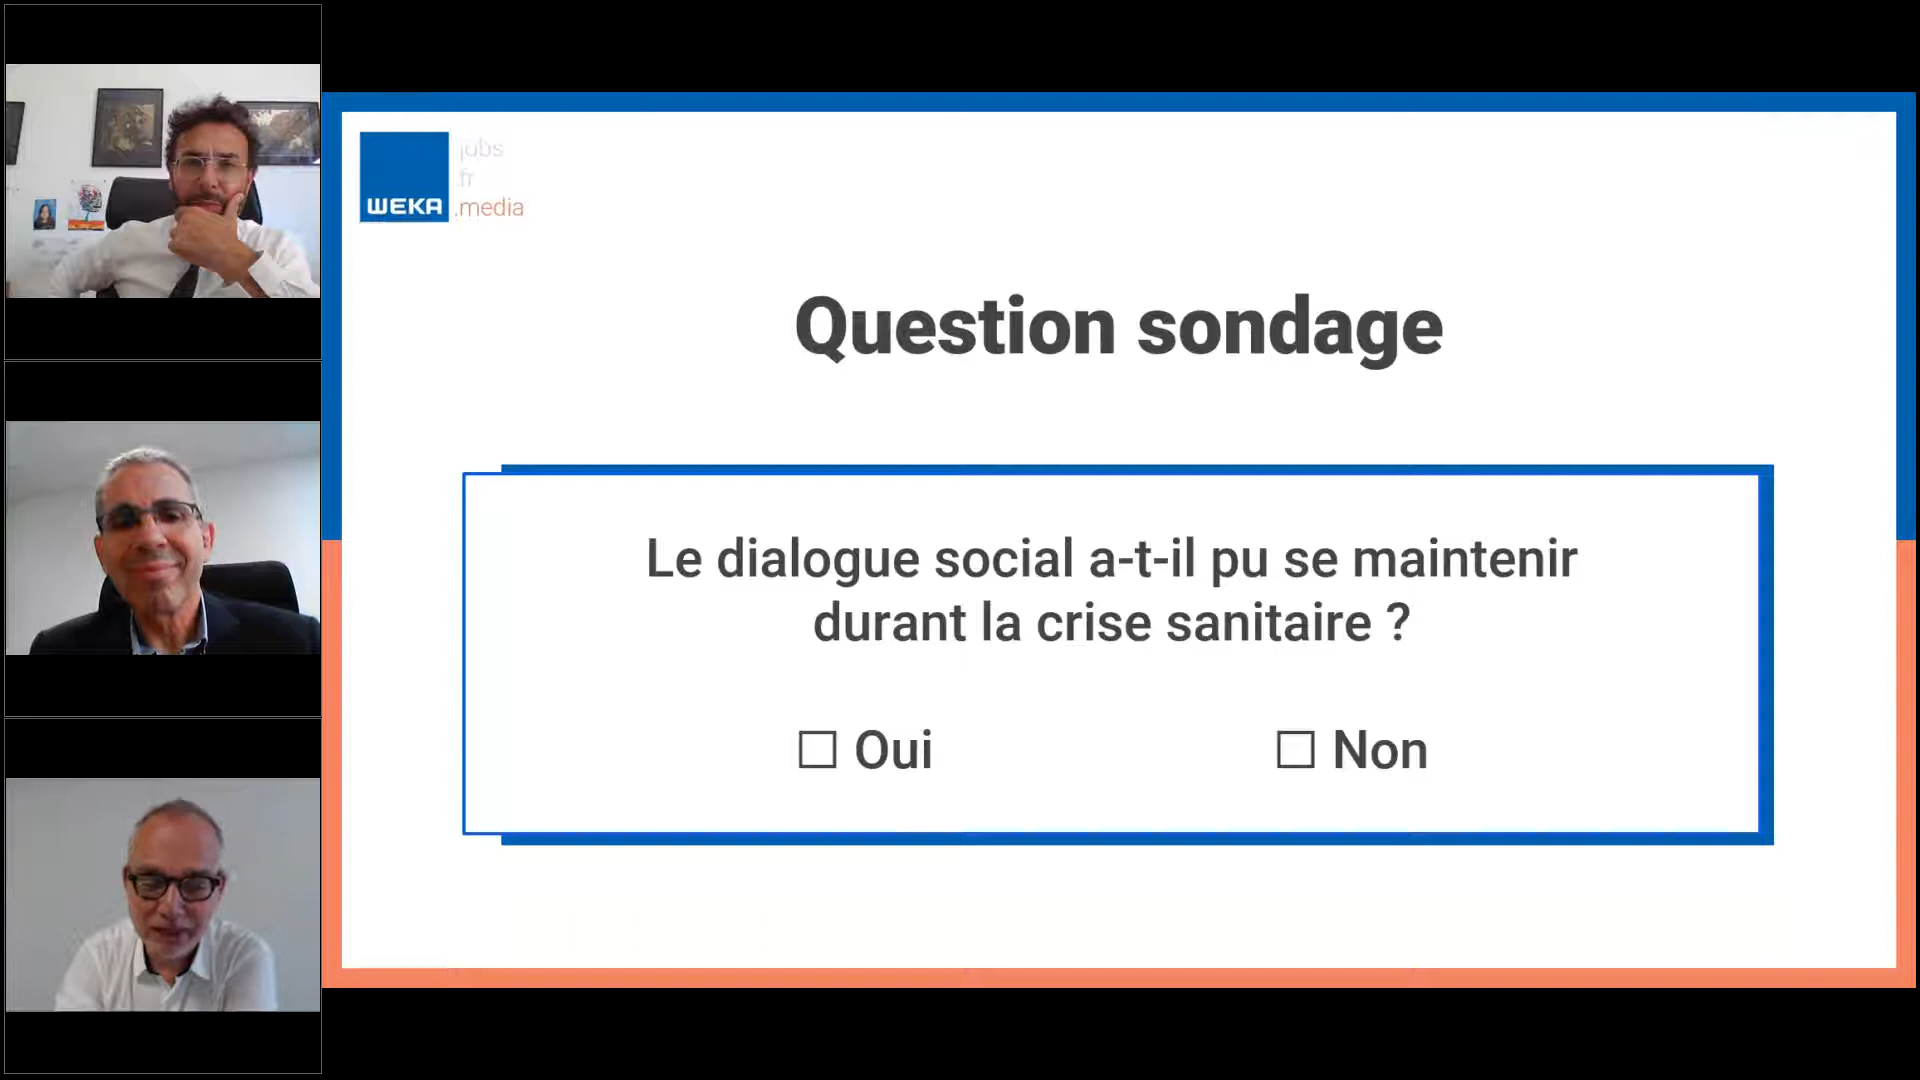 jobs
.fr
WEKA .media
Question sondage
Le dialogue social a-t-il pu se maintenir
durant la crise sanitaire ?
☐ Oui ☐ Non